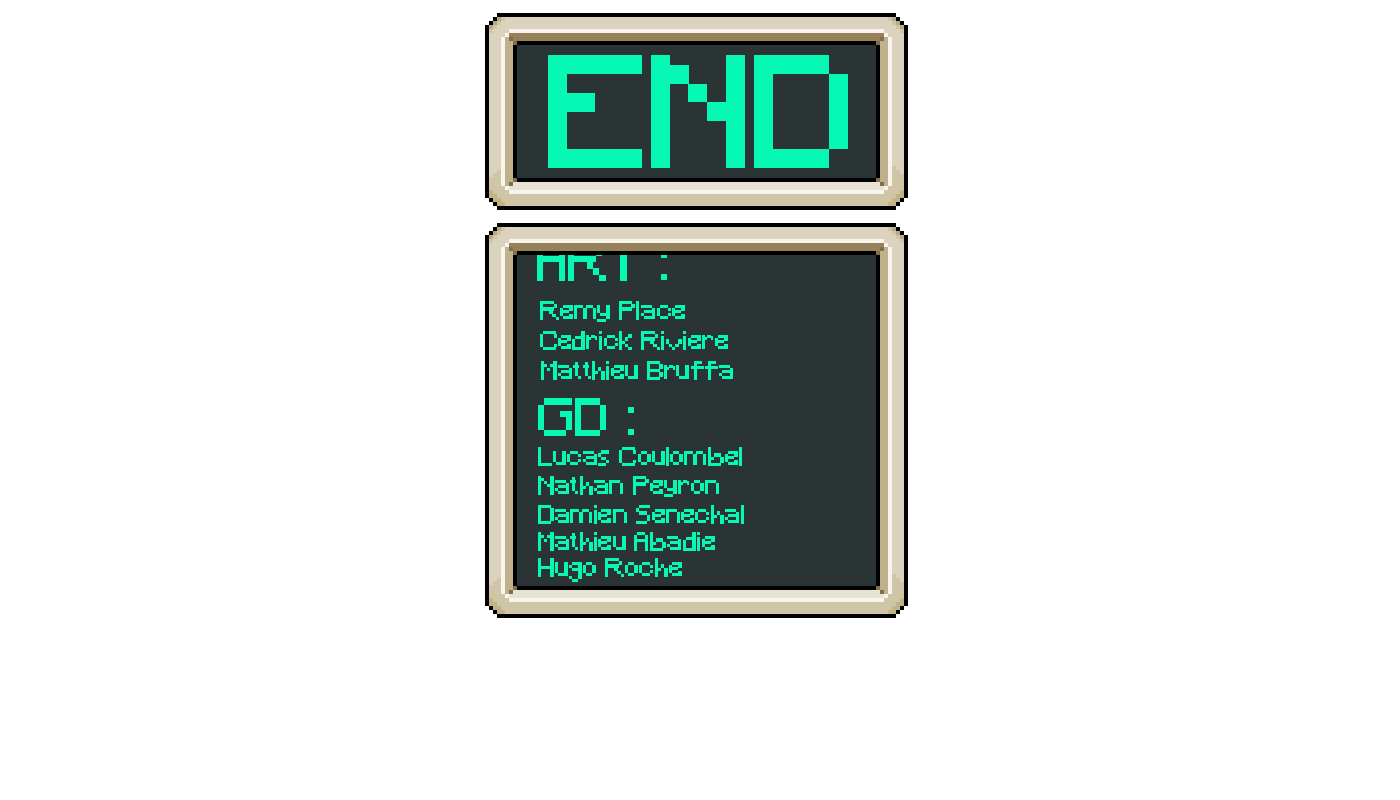 END
ART :
Remy Place
Cedrick Riviere
Matthieu Bruffa
GD :
Lucas Coulombel
Nathan Peyron
Damien Senechal
Mathieu Abadie
Hugo Roche